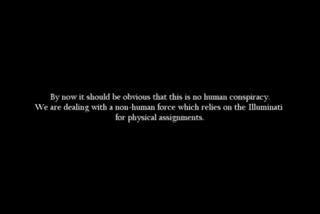 By now it should be obvious that this is no human conspiracy.
We are dealing with a non-human force which relies on the Illuminati
for physical assignments.